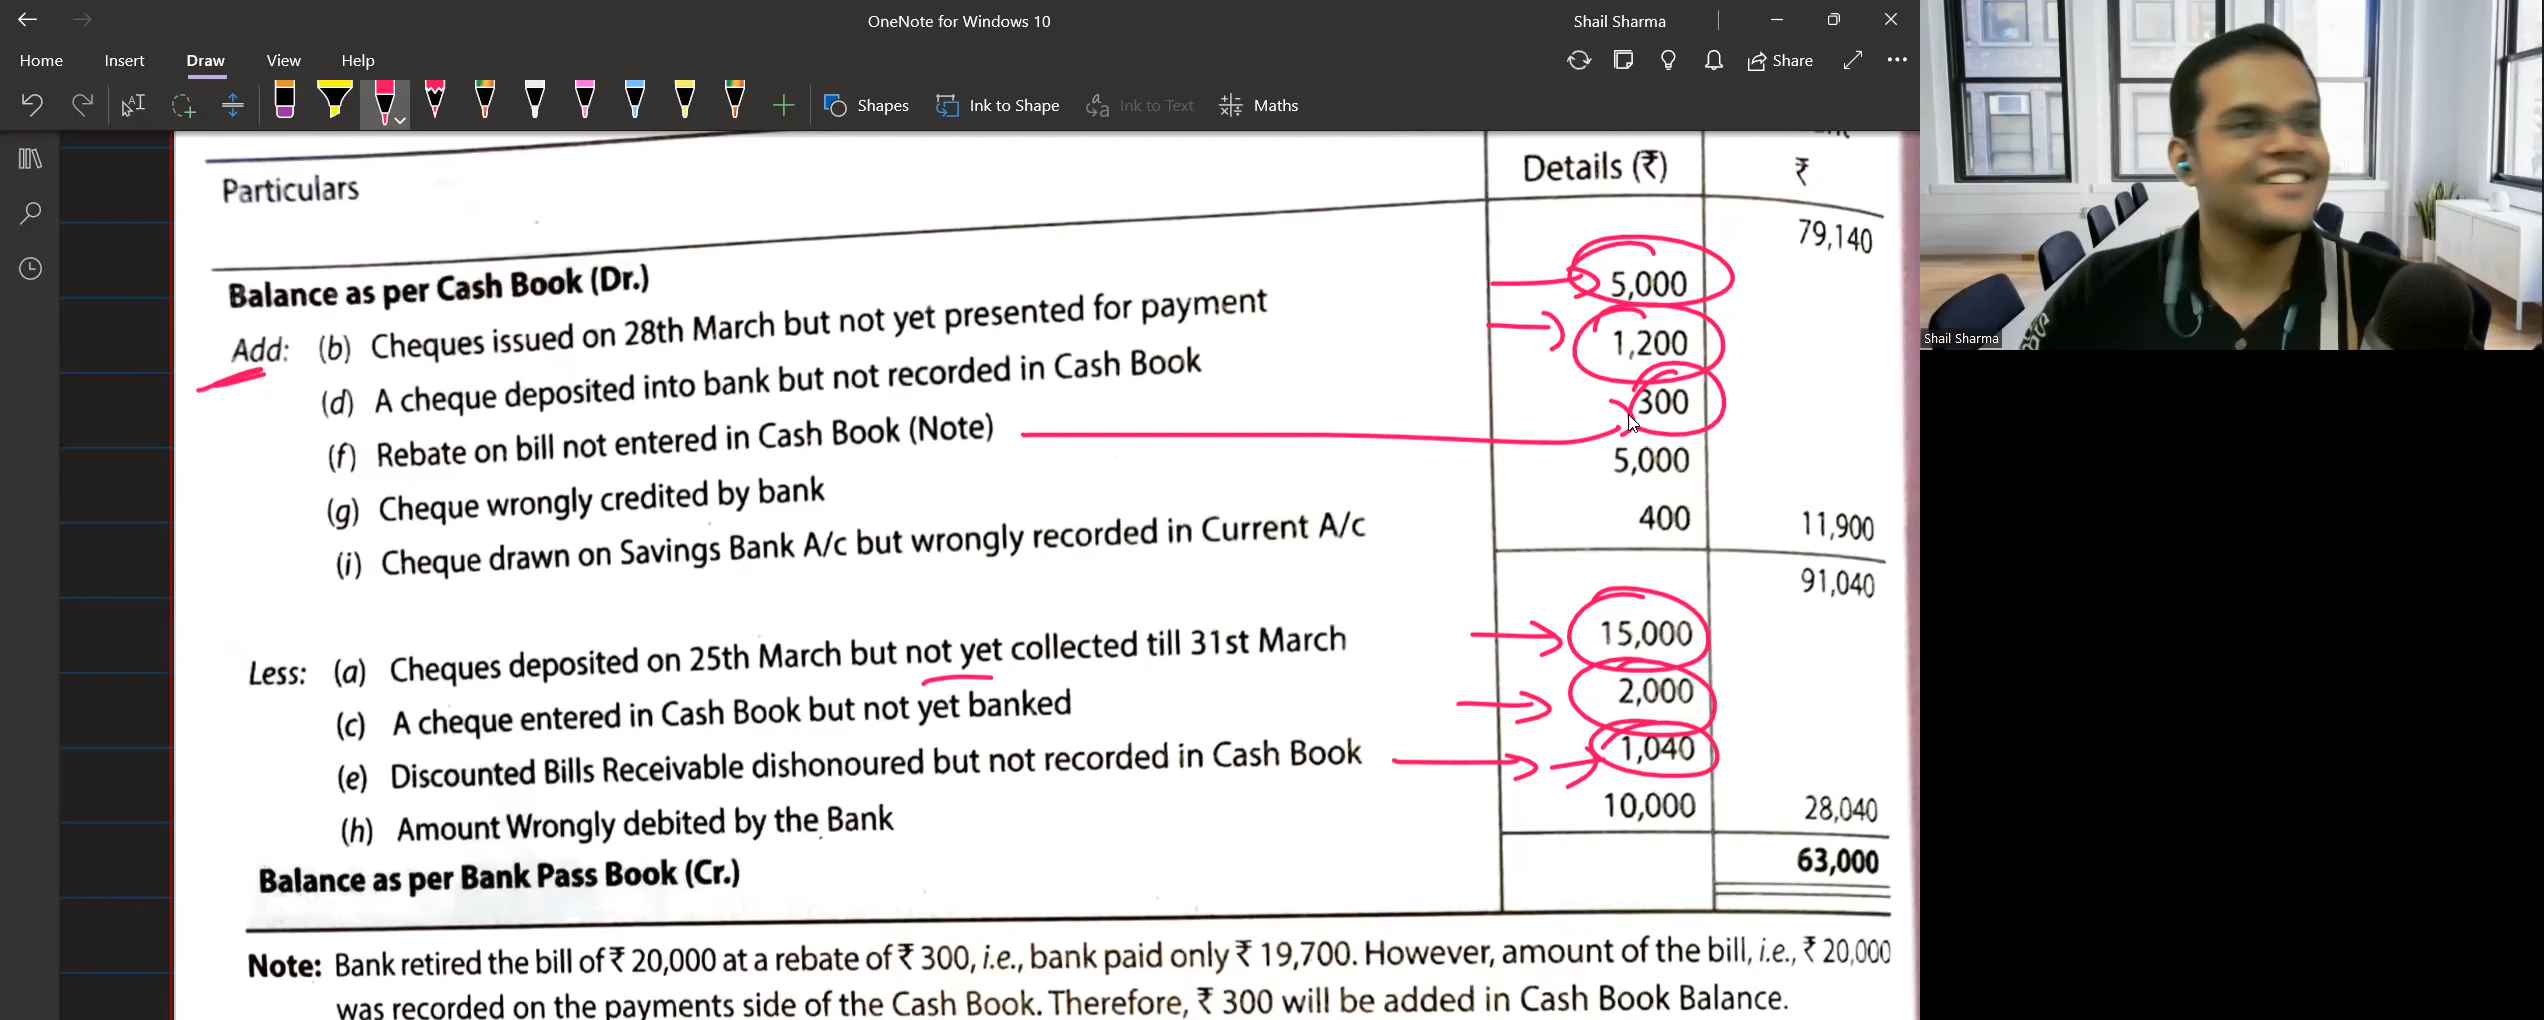 OneNote for Windows 10
Shail Sharma
Home Insert Draw View Help
Share
Shapes Ink to Shape Ink to Text Maths
Particulars Details (₹) ₹
Balance as per Cash Book (Dr.) 79,140
Add: (b) Cheques issued on 28th March but not yet presented for payment 5,000
(d) A cheque deposited into bank but not recorded in Cash Book 1,200
(f) Rebate on bill not entered in Cash Book (Note) 300
(g) Cheque wrongly credited by bank 5,000
(i) Cheque drawn on Savings Bank A/c but wrongly recorded in Current A/c 400 11,900
91,040
Less: (a) Cheques deposited on 25th March but not yet collected till 31st March 15,000
(c) A cheque entered in Cash Book but not yet banked 2,000
(e) Discounted Bills Receivable dishonoured but not recorded in Cash Book 1,040
(h) Amount Wrongly debited by the Bank 10,000 28,040
Balance as per Bank Pass Book (Cr.) 63,000
Note: Bank retired the bill of ₹ 20,000 at a rebate of ₹ 300, i.e., bank paid only ₹ 19,700. However, amount of the bill, i.e., ₹ 20,000
was recorded on the payments side of the Cash Book. Therefore, ₹ 300 will be added in Cash Book Balance.
Shail Sharma